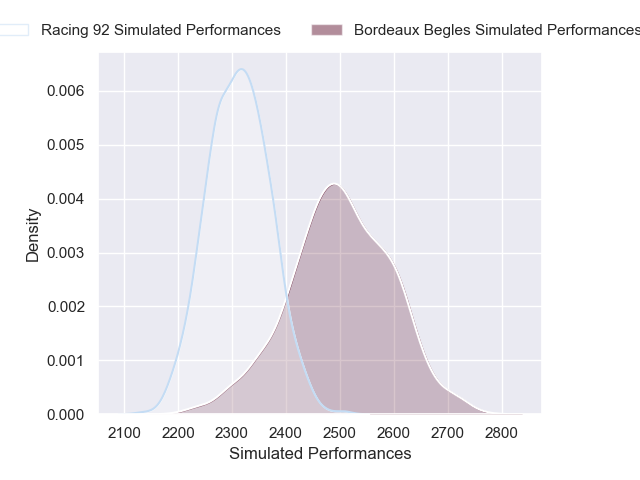 Racing 92 Simulated Performances
Bordeaux Begles Simulated Performances
0.006
0.005
0.004
0.003
0.002
0.001
0.000
Density
2100 2200 2300 2400 2500 2600 2700 2800
Simulated Performances